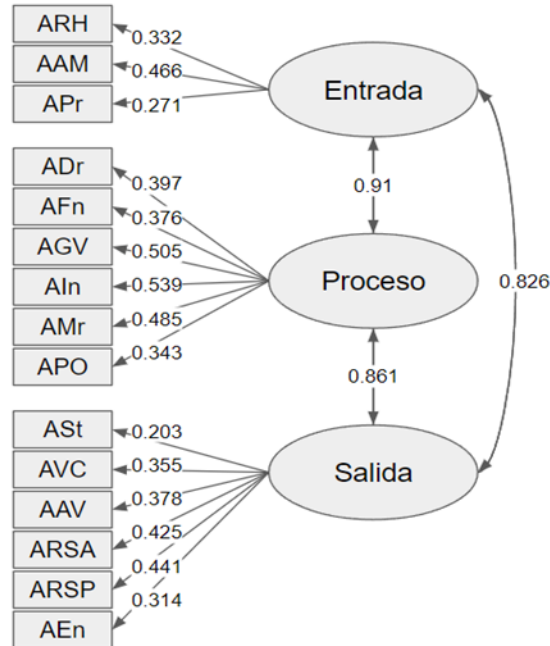 ARH
0.332
AAM
0.466
Entrada
APr
0.271
ADr
0.397
0.91
AFn
0.376
AGV
0.505
Proceso
0.826
AIn
0.539
AMr
0.485
APO
0.343
0.861
ASt
0.203
AVC
0.355
Salida
AAV
0.378
ARSA
0.425
ARSP
0.441
AEn
0.314